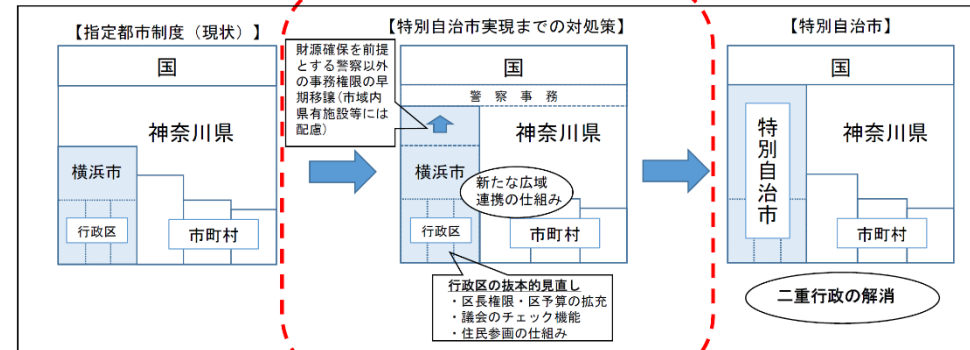 【指定都市制度（現状）】
国
神奈川県
横浜市
行政区
市町村
【特別自治市実現までの対処策】
財源確保を前提
とする警察以外
の事務権限の早
期移譲（市域内
県有施設等には
配慮）
国
警察事務
神奈川県
横浜市
新たな広域
連携の仕組み
行政区
市町村
行政区の抜本的見直し
・区長権限・区予算の拡充
・議会のチェック機能
・住民参画の仕組み
【特別自治市】
国
特別自治市
神奈川県
市町村
二重行政の解消